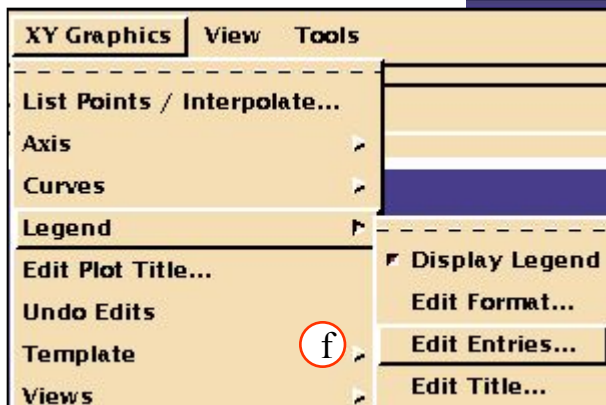 XY Graphics View Tools
List Points / Interpolate...
Axis
Curves
Legend
Edit Plot Title...
Undo Edits
Template
Views
Display Legend
Edit Format...
f
Edit Entries...
Edit Title...